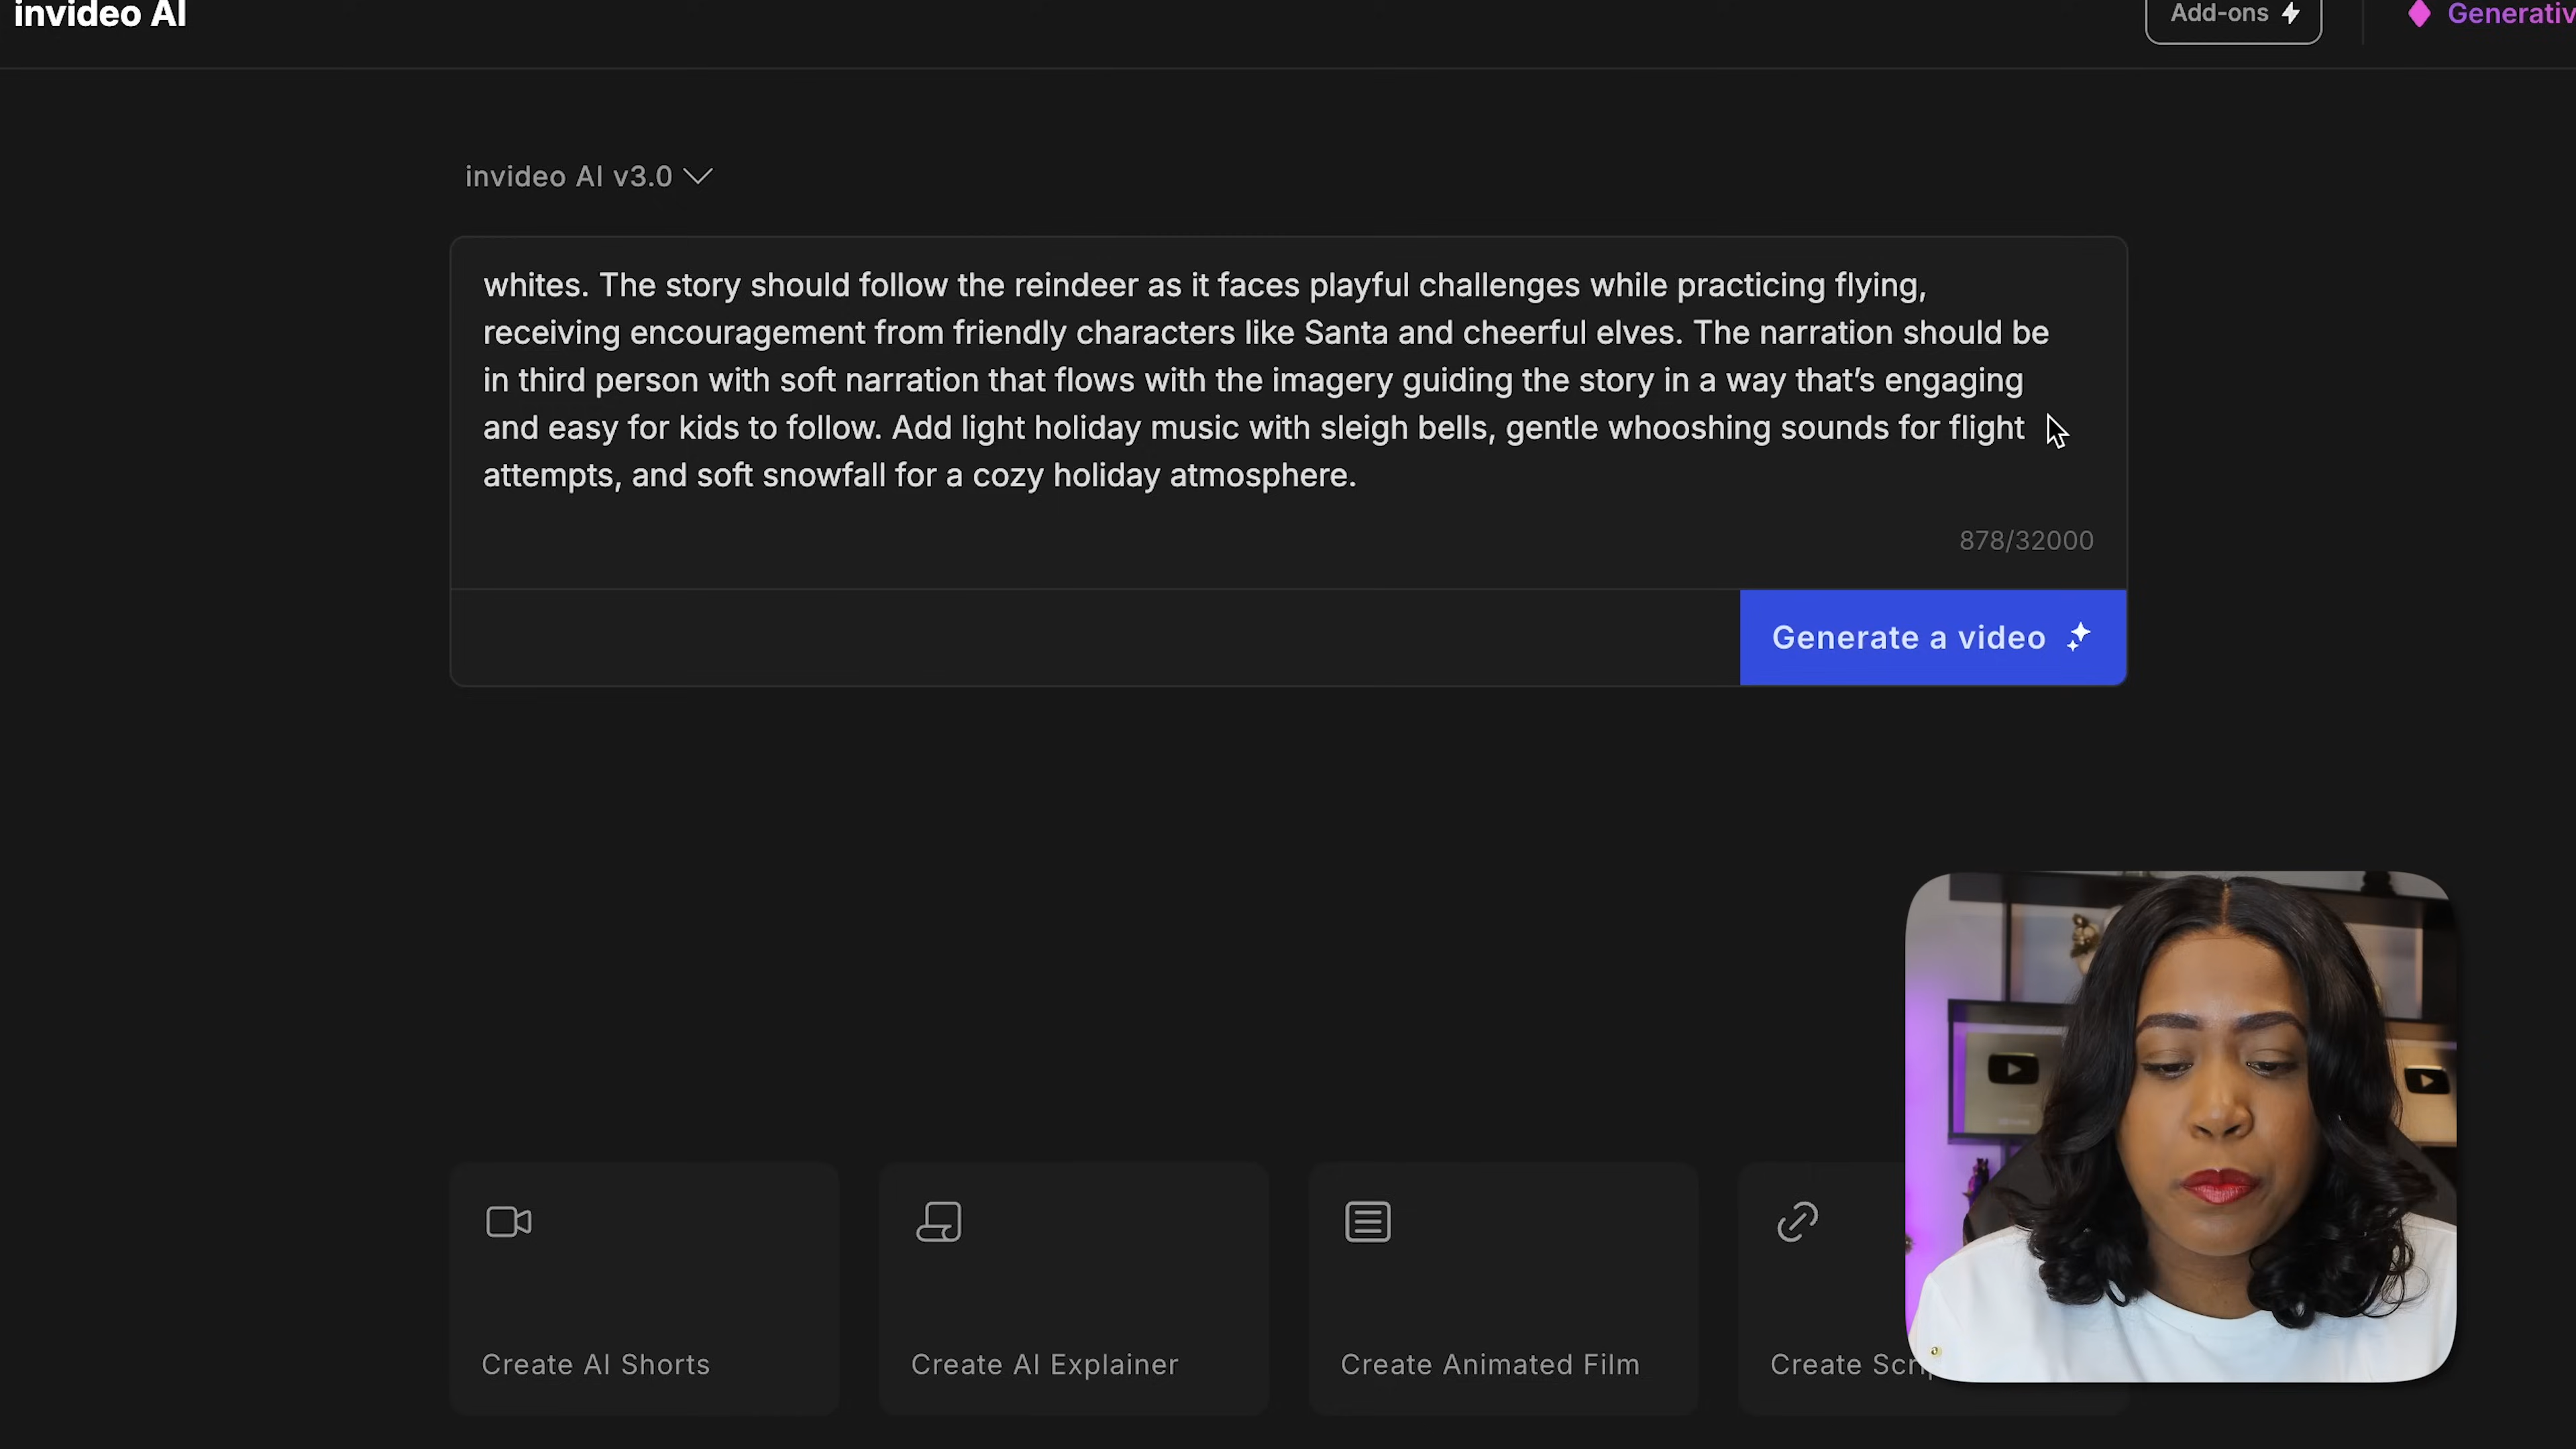 invideo AI
Add-ons
Generativ
invideo AI v3.0
whites. The story should follow the reindeer as it faces playful challenges while practicing flying,
receiving encouragement from friendly characters like Santa and cheerful elves. The narration should be
in third person with soft narration that flows with the imagery guiding the story in a way that’s engaging
and easy for kids to follow. Add light holiday music with sleigh bells, gentle whooshing sounds for flight
attempts, and soft snowfall for a cozy holiday atmosphere.
878/32000
Generate a video
Create AI Shorts
Create AI Explainer
Create Animated Film
Create Scri